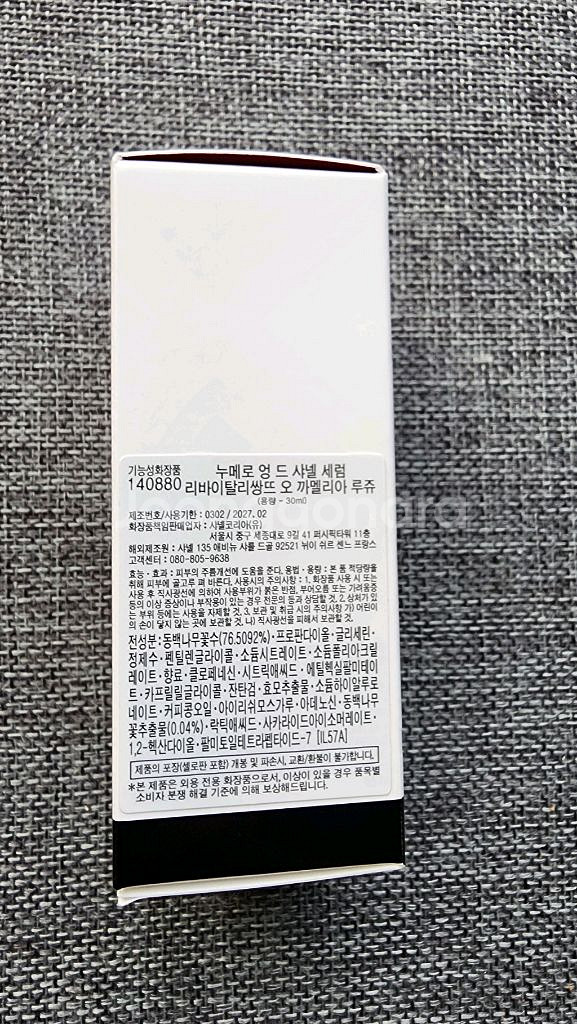 기능성화장품
140880
누메로 엉 드 샤넬 세럼
리바이탈리쌍뜨 오 까멜리아 루쥬
(용량 - 30ml)
제조번호/사용기한 : 0302 / 2027. 02
화장품책임판매업자 : 샤넬코리아(유)
서울시 중구 세종대로 9길 41 퍼시픽타워 11층
해외제조원 : 샤넬 135 애비뉴 샤를 드골 92521 뉘이 쉬르 쎈느 프랑스
고객센터 : 080-805-9638
효능·효과 : 피부의 주름개선에 도움을 준다. 용법·용량 : 본 품 적당량을
취해 피부에 골고루 펴 바른다. 사용시의 주의사항 : 1. 화장품 사용 시 또는
사용 후 직사광선에 의하여 사용부위가 붉은 반점, 부어오름 또는 가려움증
등의 이상 증상이나 부작용이 있는 경우 전문의 등과 상담할 것. 2. 상처가 있
는 부위 등에는 사용을 자제할 것. 3. 보관 및 취급 시의 주의사항 가) 어린이
의 손이 닿지 않는 곳에 보관할 것. 나) 직사광선을 피해서 보관할 것.
전성분 : 동백나무꽃수(76.5092%)·프로판다이올·글리세린·
정제수·펜틸렌글라이콜·소듐시트레이트·소듐폴리아크릴
레이트·향료·클로페네신·시트릭애씨드·에틸헥실팔미테이
트·카프릴릴글라이콜·잔탄검·효모추출물·소듐하이알루로
네이트·커피콩오일·아이리쉬모스가루·아데노신·동백나무
꽃추출물(0.04%)·락틱애씨드·사카라이드아이소머레이트·
1,2-헥산다이올·팔미토일테트라펩타이드-7 [IL57A]
제품의 포장(셀로판 포함) 개봉 및 파손시, 교환/환불이 불가합니다.
*본 제품은 외용 전용 화장품으로서, 이상이 있을 경우 품목별
소비자 분쟁 해결 기준에 의해 보상해드립니다.